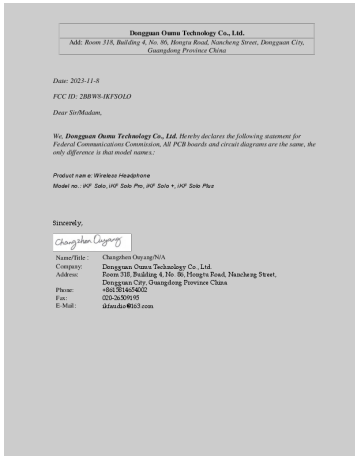 Dongguan Oumu Technology Co., Ltd.
Add: Room 318, Building 4, No. 86, Hongtu Road, Nancheng Street, Dongguan City,
Guangdong Province China
Date: 2023-11-8
FCC ID: 2BBW8-IKFSOLO
Dear Sir/Madam,
We, Dongguan Oumu Technology Co., Ltd. Hereby declares the following statement for
Federal Communications Commission, All PCB boards and circuit diagrams are the same, the
only difference is that model names.:
Product name: Wireless Headphone
Model no.: iKF Solo, iKF Solo Pro, iKF Solo +, iKF Solo Plus
Sincerely,
Changzhen Ouyang
Name/Title : Changzhen Ouyang/N/A
Company: Dongguan Oumu Technology Co., Ltd.
Address: Room 318, Building 4, No. 86, Hongtu Road, Nancheng Street,
Dongguan City, Guangdong Province China
Phone: +8615814654002
Fax: 020-26509195
E-Mail: ikfaudio@163.com